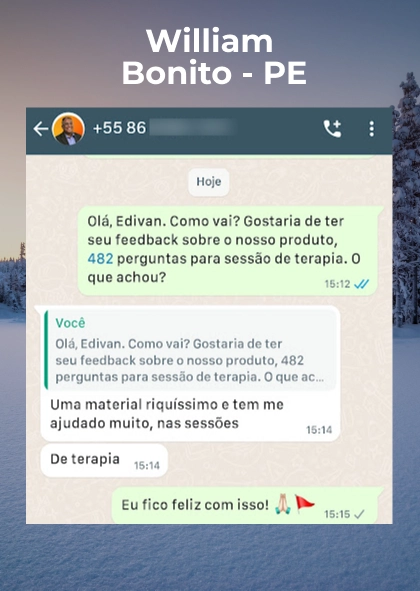 William
Bonito - PE
+55 86
Hoje
Olá, Edivan. Como vai? Gostaria de ter
seu feedback sobre o nosso produto,
482 perguntas para sessão de terapia. O
que achou?
15:12
Você
Olá, Edivan. Como vai? Gostaria de ter
seu feedback sobre o nosso produto, 482
perguntas para sessão de terapia. O que ac...
Uma material riquíssimo e tem me
ajudado muito, nas sessões
15:14
De terapia
15:14
Eu fico feliz com isso! 🙏🏻 🚩
15:15